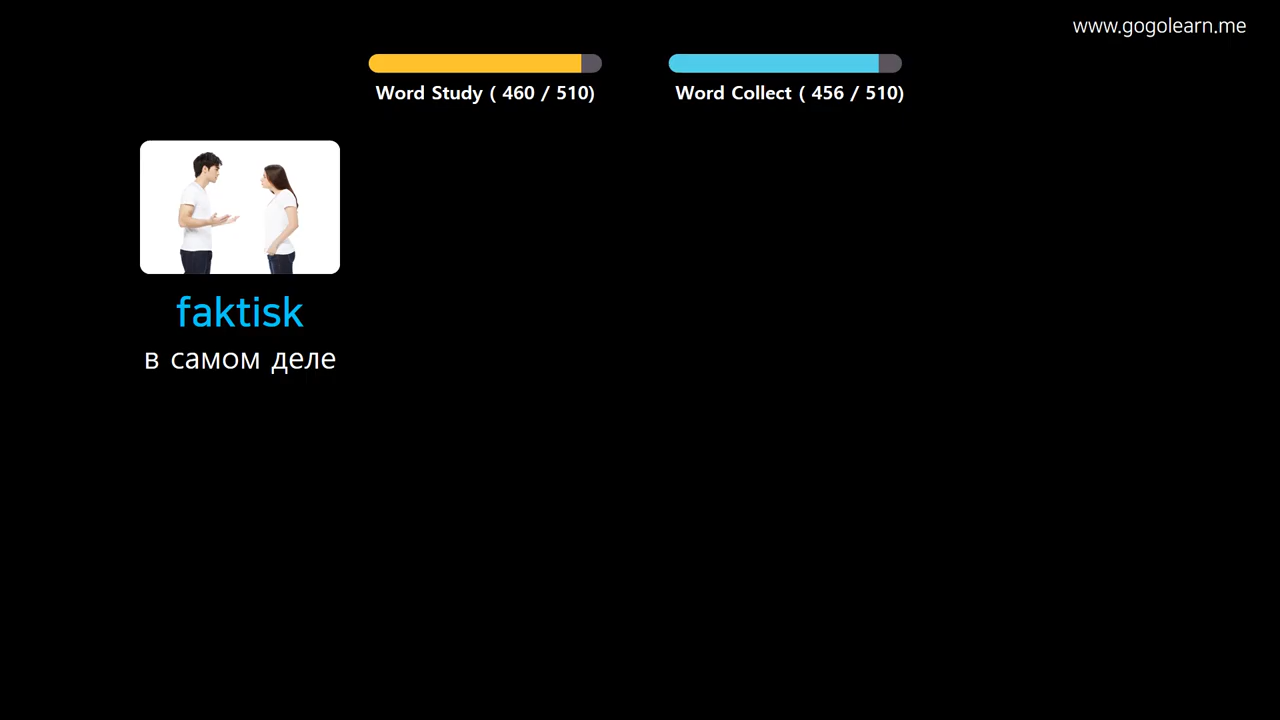 www.gogolearn.me
Word Study ( 460 / 510)
Word Collect ( 456 / 510)
faktisk
в самом деле